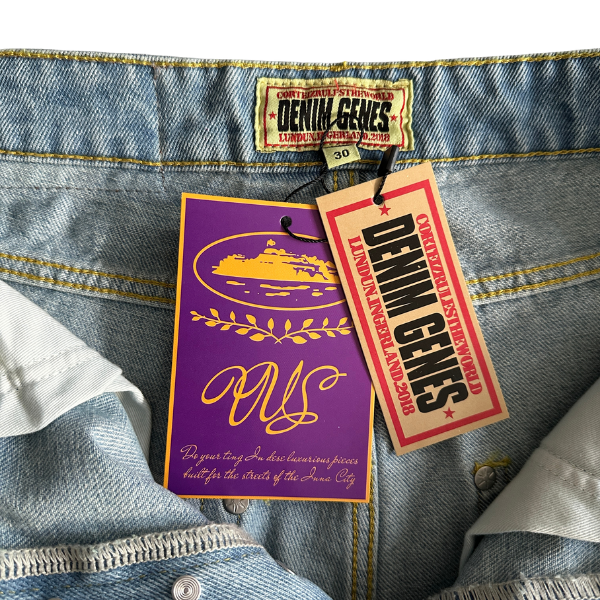 CORTEIZRULESTHEWORLD
DENIM GENES
LUNDUN,INGERLAND,2018
30
Do your ting In dese luxurious pieces
built for the streets of the Inna City
CORTEIZRULESTHEWORLD
DENIM GENES
LUNDUN,INGERLAND.2018